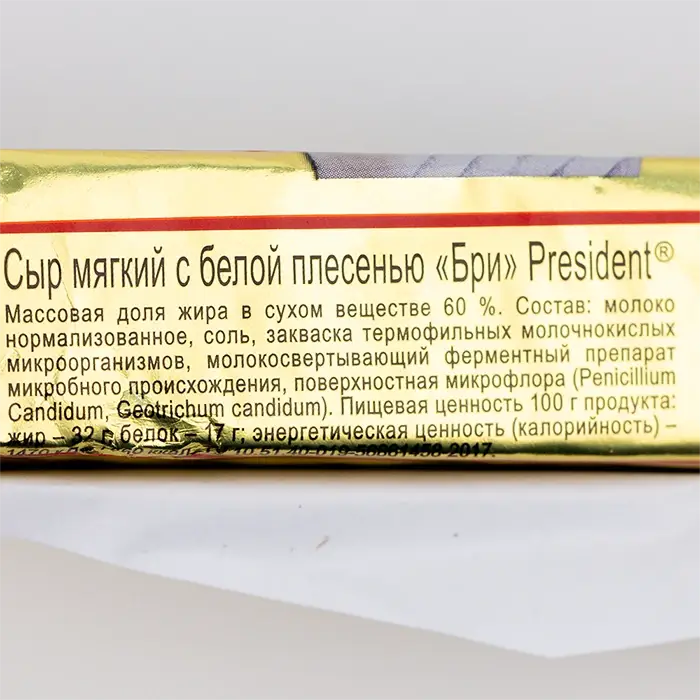 Сыр мягкий с белой плесенью «Бри» President®
Массовая доля жира в сухом веществе 60 %. Состав: молоко
нормализованное, соль, закваска термофильных молочнокислых
микроорганизмов, молокосвертывающий ферментный препарат
микробного происхождения, поверхностная микрофлора (Penicillium
Candidum, Geotrichum candidum). Пищевая ценность 100 г продукта:
жир – 32 г, белок – 17 г; энергетическая ценность (калорийность) –